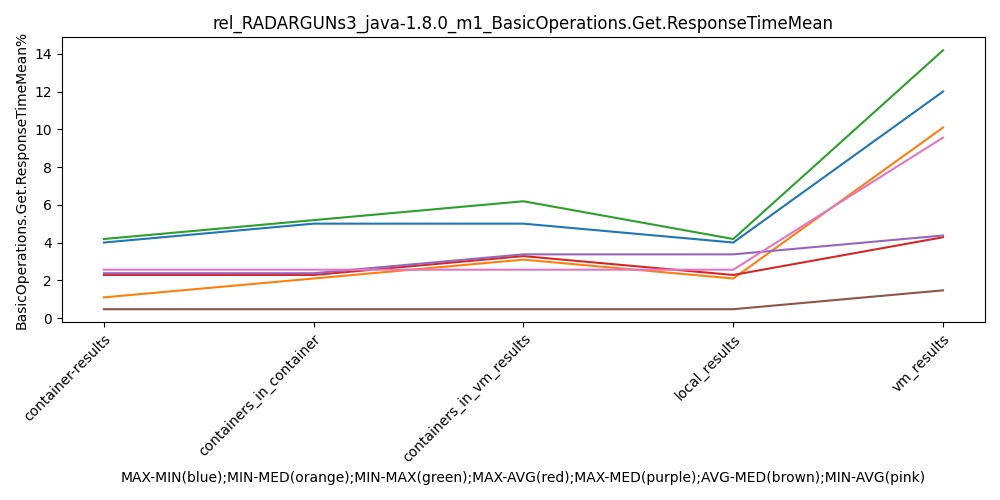 rel_RADARGUNs3_java-1.8.0_m1_BasicOperations.Get.ResponseTimeMean
BasicOperations.Get.ResponseTimeMean%
14
12
10
8
6
4
2
0
container-results
containers_in_container
containers_in_vm_results
local_results
vm_results
MAX-MIN(blue);MIN-MED(orange);MIN-MAX(green);MAX-AVG(red);MAX-MED(purple);AVG-MED(brown);MIN-AVG(pink)